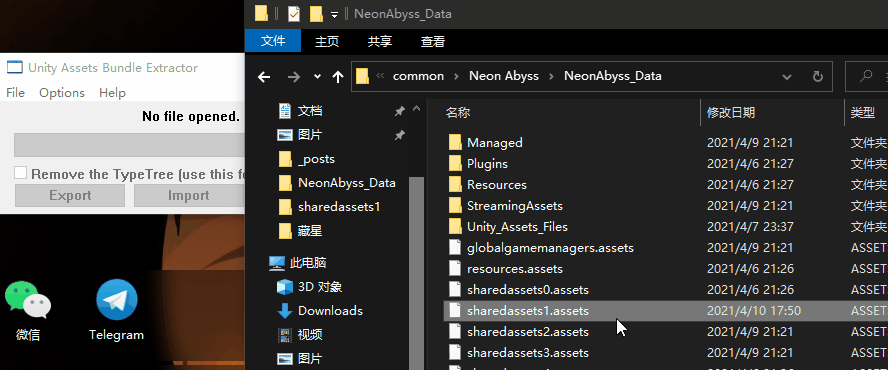 NeonAbyss_Data
文件 主页 共享 查看
Unity Assets Bundle Extractor
File Options Help
No file opened.
Remove the TypeTree (use this fo
Export Import
common Neon Abyss NeonAbyss_Data
文档
图片
_posts
NeonAbyss_Data
sharedassets1
藏星
此电脑
3D 对象
Downloads
视频
图片
名称 修改日期 类型
Managed 2021/4/9 21:21 文件夹
Plugins 2021/4/6 21:27 文件夹
Resources 2021/4/6 21:27 文件夹
StreamingAssets 2021/4/9 21:21 文件夹
Unity_Assets_Files 2021/4/7 23:37 文件夹
globalgamemanagers.assets 2021/4/9 21:21 ASSET
resources.assets 2021/4/6 21:26 ASSET
sharedassets0.assets 2021/4/6 21:26 ASSET
sharedassets1.assets 2021/4/10 17:50 ASSET
sharedassets2.assets 2021/4/9 21:21 ASSET
sharedassets3.assets 2021/4/9 21:21 ASSET
微信
Telegram